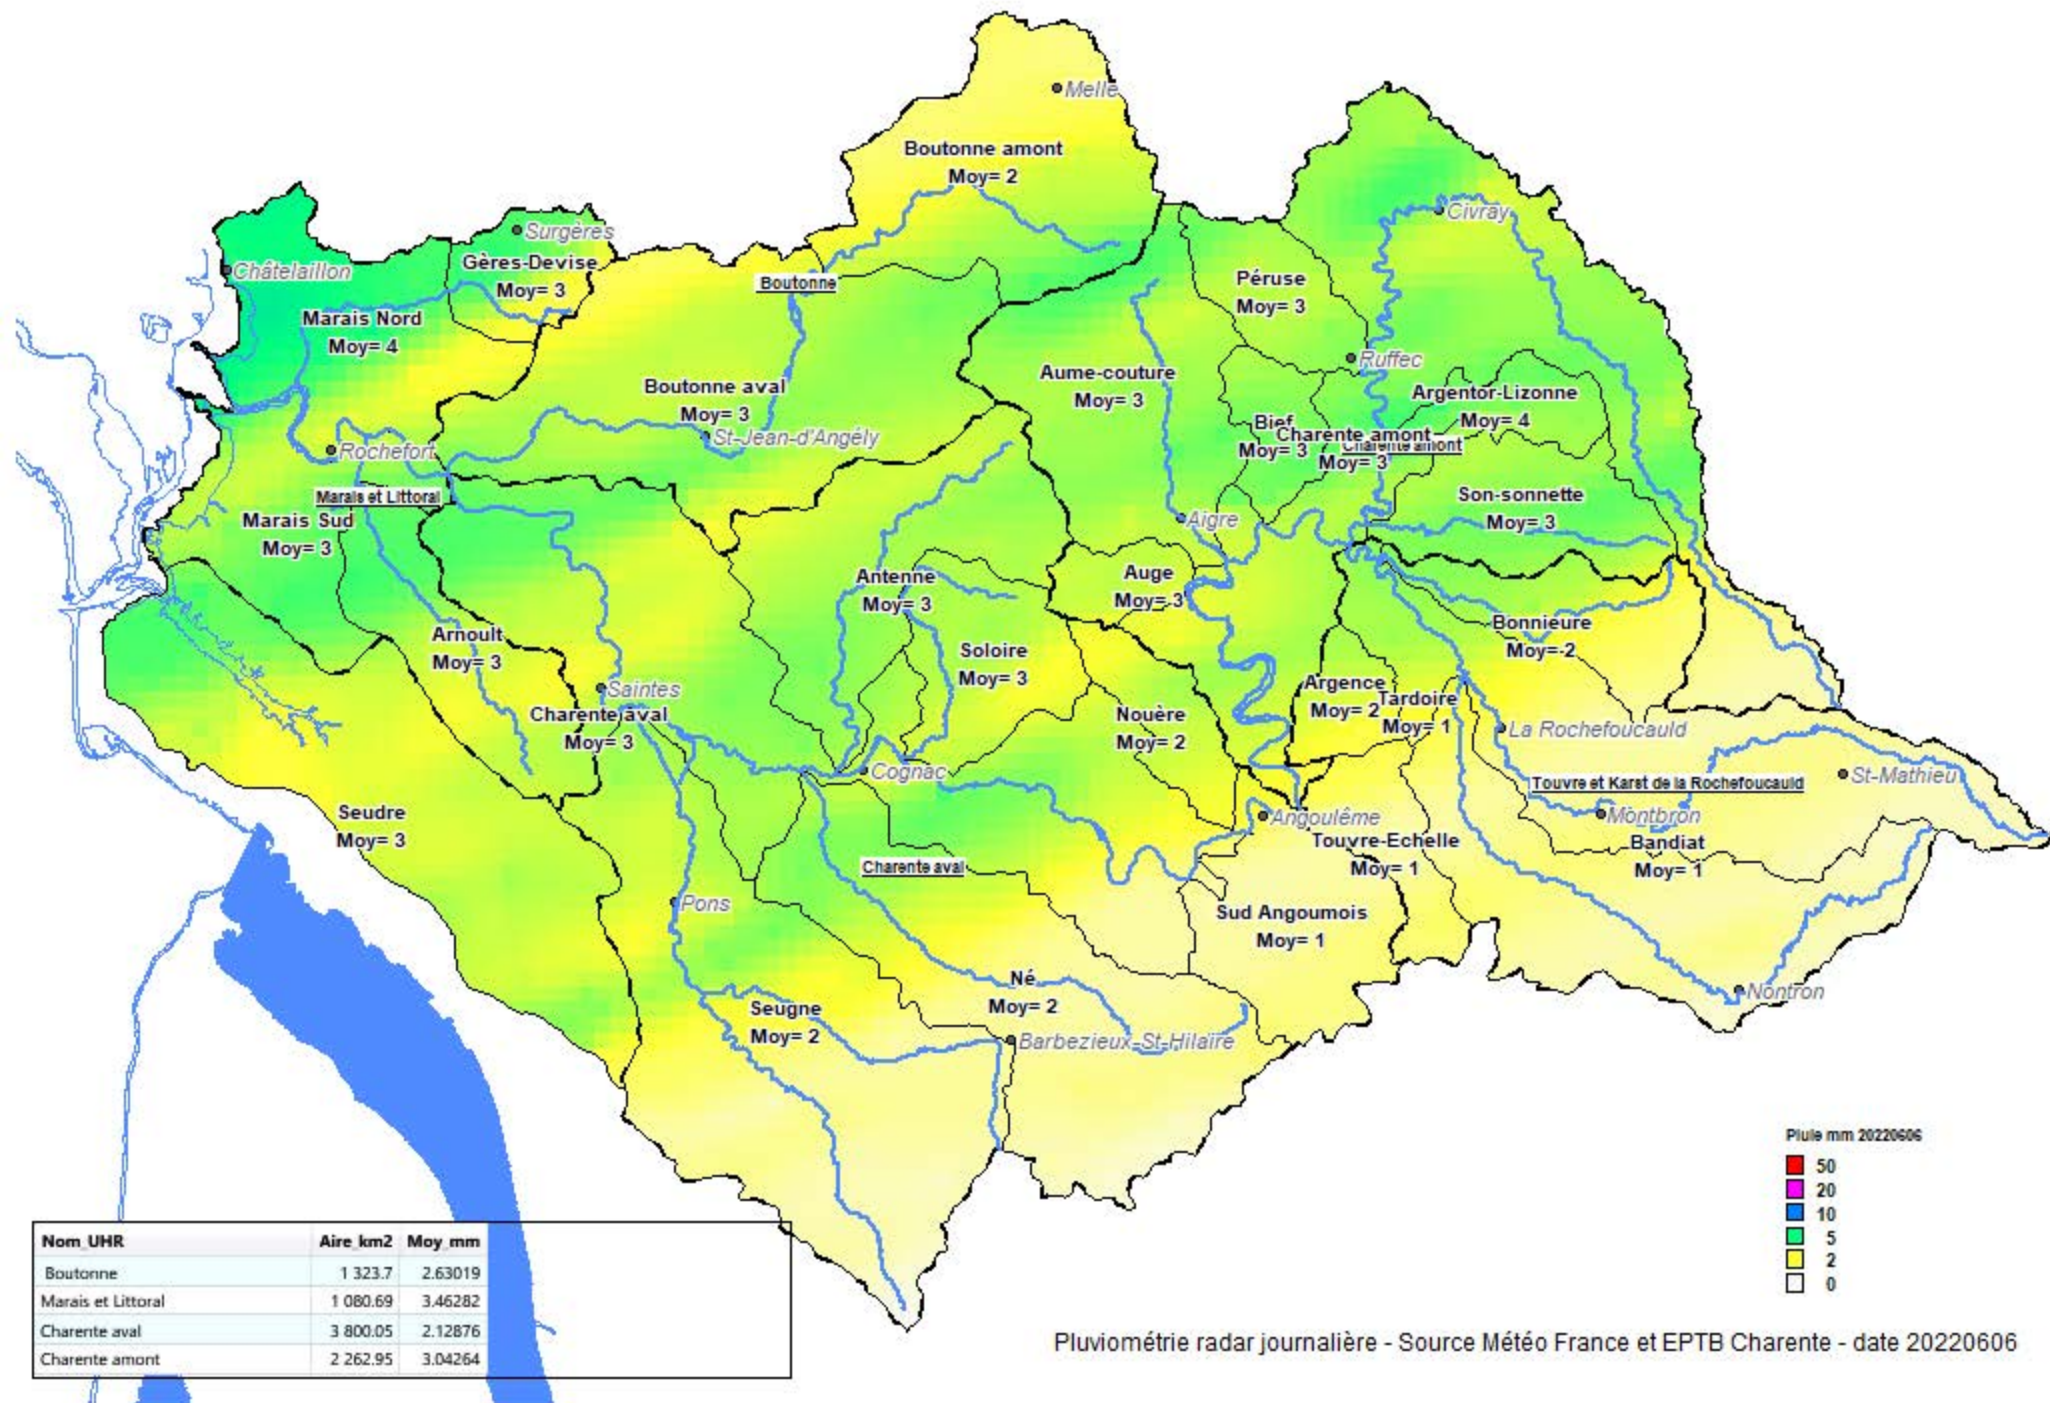 Melle
Boutonne amont
Moy= 2
Civray
Surgères
Châtelaillon
Gères-Devise
Moy= 3
Boutonne
Péruse
Moy= 3
Marais Nord
Moy= 4
Ruffec
Boutonne aval
Moy= 3
Aume-couture
Moy= 3
Argentor-Lizonne
Moy= 4
St-Jean-d'Angély
Bief
Moy= 3
Charente amont
Moy= 3
Charente amont
Rochefort
Marais et Littoral
Marais Sud
Moy= 3
Son-sonnette
Moy= 3
Aigre
Antenne
Moy= 3
Auge
Moy= 3
Bonnieure
Moy= 2
Arnoult
Moy= 3
Soloire
Moy= 3
Saintes
Argence
Moy= 2
Tardoire
Moy= 1
Charente aval
Moy= 3
Nouère
Moy= 2
La Rochefoucauld
Cognac
Touvre et Karst de la Rochefoucauld
St-Mathieu
Seudre
Moy= 3
Angoulême
Montbron
Touvre-Echelle
Moy= 1
Bandiat
Moy= 1
Charente aval
Pons
Sud Angoumois
Moy= 1
Né
Moy= 2
Nontron
Seugne
Moy= 2
Barbezieux-St-Hilaire
Pluie mm 20220606
50
20
10
5
2
0
Nom_UHR Aire_km2 Moy_mm
Boutonne 1 323.7 2.63019
Marais et Littoral 1 080.69 3.46282
Charente aval 3 800.05 2.12876
Charente amont 2 262.95 3.04264
Pluviométrie radar journalière - Source Météo France et EPTB Charente - date 20220606